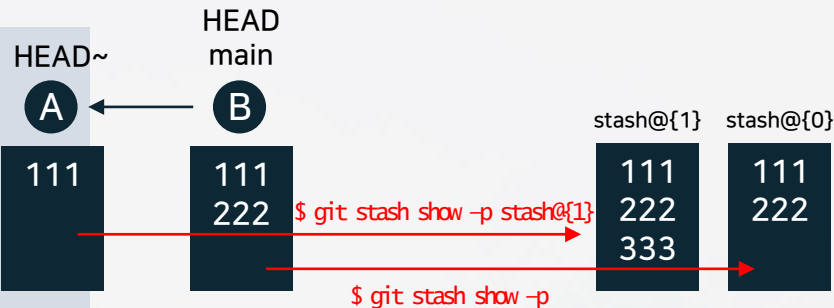 HEAD~
HEAD
main
A
B
stash@{1}
stash@{0}
111
111
222
$ git stash show –p stash@{1}
111
222
333
111
222
$ git stash show –p